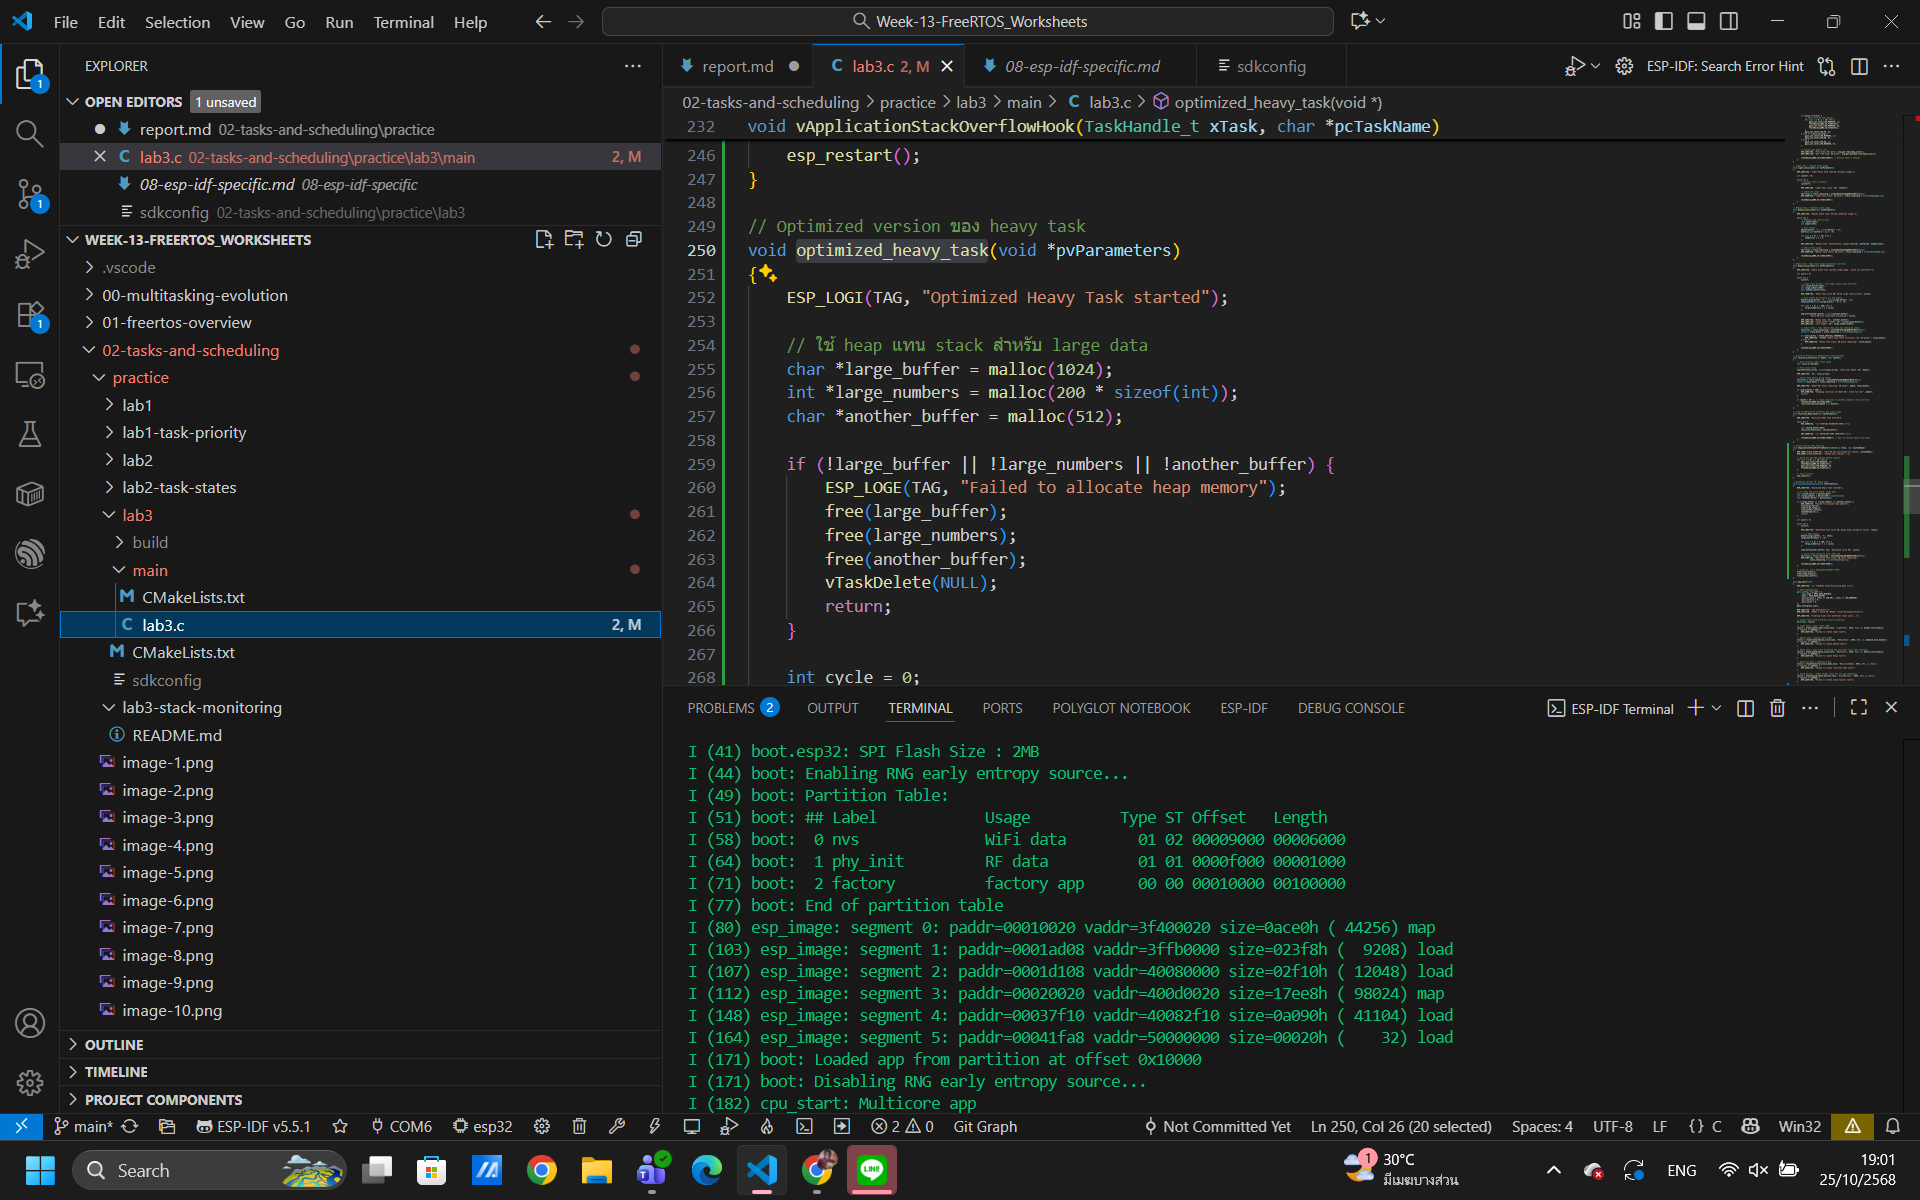 File Edit Selection View Go Run Terminal Help
Week-13-FreeRTOS_Worksheets
EXPLORER
OPEN EDITORS 1 unsaved
report.md 02-tasks-and-scheduling\practice
lab3.c 02-tasks-and-scheduling\practice\lab3\main 2, M
08-esp-idf-specific.md 08-esp-idf-specific
sdkconfig 02-tasks-and-scheduling\practice\lab3
WEEK-13-FREERTOS_WORKSHEETS
.vscode
00-multitasking-evolution
01-freertos-overview
02-tasks-and-scheduling
practice
lab1
lab1-task-priority
lab2
lab2-task-states
lab3
build
main
CMakeLists.txt
lab3.c 2, M
CMakeLists.txt
sdkconfig
lab3-stack-monitoring
README.md
image-1.png
image-2.png
image-3.png
image-4.png
image-5.png
image-6.png
image-7.png
image-8.png
image-9.png
image-10.png
OUTLINE
TIMELINE
PROJECT COMPONENTS
1
1
1
report.md
lab3.c 2, M
08-esp-idf-specific.md
sdkconfig
ESP-IDF: Search Error Hint
02-tasks-and-scheduling > practice > lab3 > main > C lab3.c > optimized_heavy_task(void *)
232 void vApplicationStackOverflowHook(TaskHandle_t xTask, char *pcTaskName)
246 esp_restart();
247 }
248
249 // Optimized version ของ heavy task
250 void optimized_heavy_task(void *pvParameters)
251 {
252 ESP_LOGI(TAG, "Optimized Heavy Task started");
253
254 // ใช้ heap แทน stack สำหรับ large data
255 char *large_buffer = malloc(1024);
256 int *large_numbers = malloc(200 * sizeof(int));
257 char *another_buffer = malloc(512);
258
259 if (!large_buffer || !large_numbers || !another_buffer) {
260 ESP_LOGE(TAG, "Failed to allocate heap memory");
261 free(large_buffer);
262 free(large_numbers);
263 free(another_buffer);
264 vTaskDelete(NULL);
265 return;
266 }
267
268 int cycle = 0;
PROBLEMS 2 OUTPUT TERMINAL PORTS POLYGLOT NOTEBOOK ESP-IDF DEBUG CONSOLE
ESP-IDF Terminal
I (41) boot.esp32: SPI Flash Size : 2MB
I (44) boot: Enabling RNG early entropy source...
I (49) boot: Partition Table:
I (51) boot: ## Label Usage Type ST Offset Length
I (58) boot: 0 nvs WiFi data 01 02 00009000 00006000
I (64) boot: 1 phy_init RF data 01 01 0000f000 00001000
I (71) boot: 2 factory factory app 00 00 00010000 00100000
I (77) boot: End of partition table
I (80) esp_image: segment 0: paddr=00010020 vaddr=3f400020 size=0ace0h ( 44256) map
I (103) esp_image: segment 1: paddr=0001ad08 vaddr=3ffb0000 size=023f8h ( 9208) load
I (107) esp_image: segment 2: paddr=0001d108 vaddr=40080000 size=02f10h ( 12048) load
I (112) esp_image: segment 3: paddr=00020020 vaddr=400d0020 size=17ee8h ( 98024) map
I (148) esp_image: segment 4: paddr=00037f10 vaddr=40082f10 size=0a090h ( 41104) load
I (164) esp_image: segment 5: paddr=00041fa8 vaddr=50000000 size=00020h ( 32) load
I (171) boot: Loaded app from partition at offset 0x10000
I (171) boot: Disabling RNG early entropy source...
I (182) cpu_start: Multicore app
main* ESP-IDF v5.5.1 COM6 esp32 2 0 Git Graph Not Committed Yet Ln 250, Col 26 (20 selected) Spaces: 4 UTF-8 LF {} C Win32
Search
LINE
1
30°C
มีเมฆบางส่วน
ENG
19:01
25/10/2568